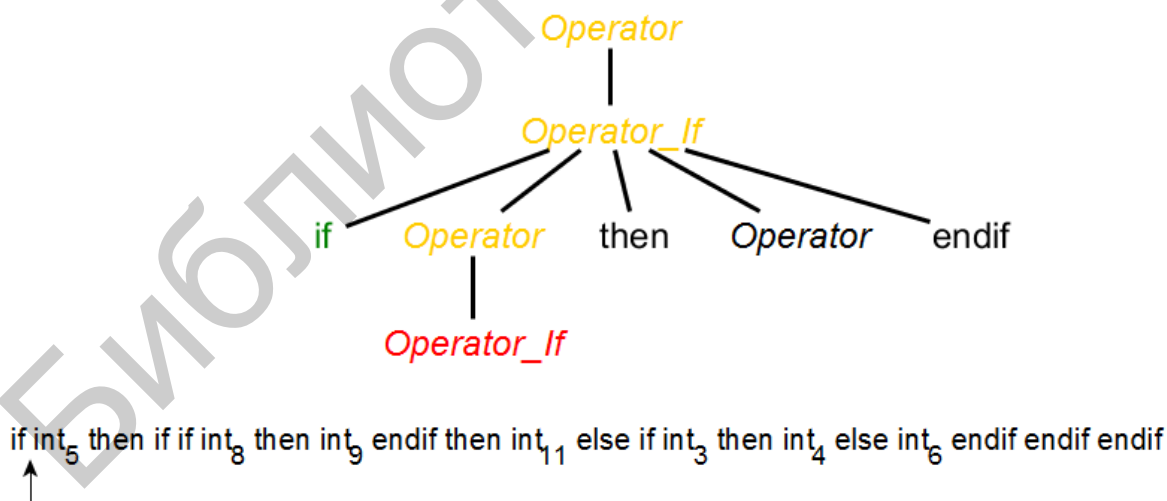 Operator
Operator_If
if Operator then Operator endif
Operator_If
if int5 then if if int8 then int9 endif then int11 else if int3 then int4 else int6 endif endif endif
Библиот